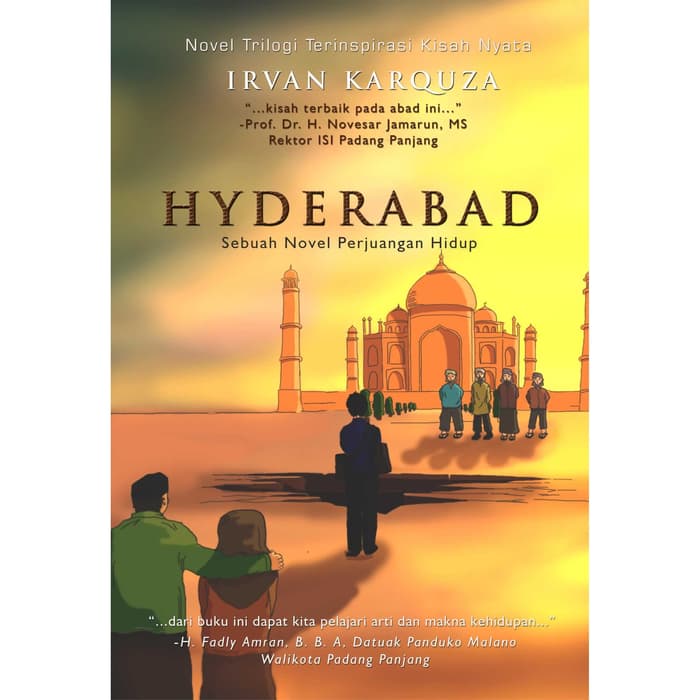 Novel Trilogi Terinspirasi Kisah Nyata
IRVAN KARQUZA
“...kisah terbaik pada abad ini...”
-Prof. Dr. H. Novesar Jamarun, MS
Rektor ISI Padang Panjang
HYDERABAD
Sebuah Novel Perjuangan Hidup
“...dari buku ini dapat kita pelajari arti dan makna kehidupan...”
-H. Fadly Amran, B. B. A, Datuak Panduko Malano
Walikota Padang Panjang